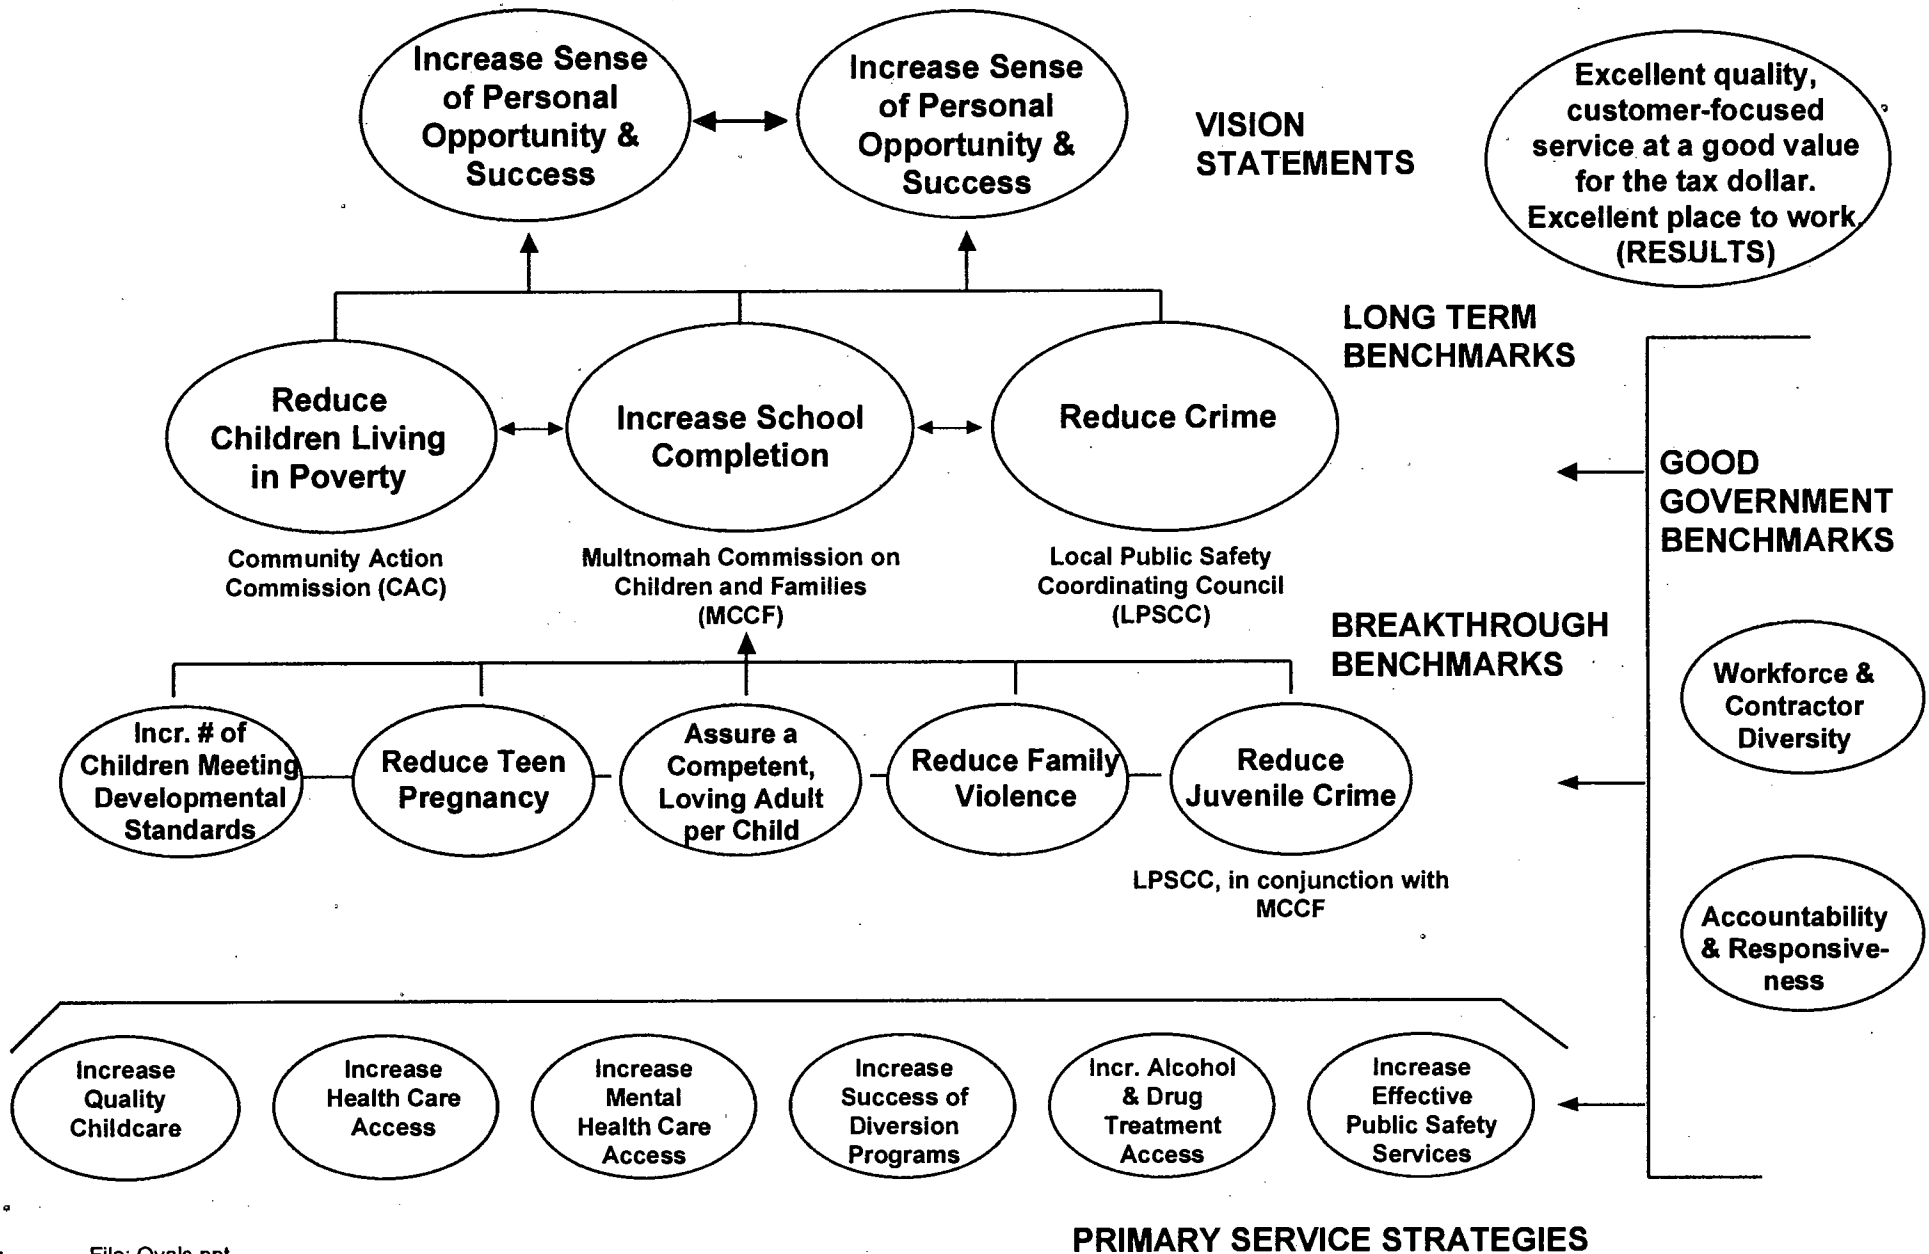 Increase Sense
of Personal
Opportunity &
Success
Increase Sense
of Personal
Opportunity &
Success
VISION
STATEMENTS
Excellent quality,
customer-focused
service at a good value
for the tax dollar.
Excellent place to work.
(RESULTS)
LONG TERM
BENCHMARKS
Reduce
Children Living
in Poverty
Increase School
Completion
Reduce Crime
GOOD
GOVERNMENT
BENCHMARKS
Community Action
Commission (CAC)
Multnomah Commission on
Children and Families
(MCCF)
Local Public Safety
Coordinating Council
(LPSCC)
BREAKTHROUGH
BENCHMARKS
Workforce &
Contractor
Diversity
Incr. # of
Children Meeting
Developmental
Standards
Reduce Teen
Pregnancy
Assure a
Competent,
Loving Adult
per Child
Reduce Family
Violence
Reduce
Juvenile Crime
LPSCC, in conjunction with
MCCF
Accountability
& Responsive-
ness
Increase
Quality
Childcare
Increase
Health Care
Access
Increase
Mental
Health Care
Access
Increase
Success of
Diversion
Programs
Incr. Alcohol
& Drug
Treatment
Access
Increase
Effective
Public Safety
Services
PRIMARY SERVICE STRATEGIES
File: Ovals.ppt